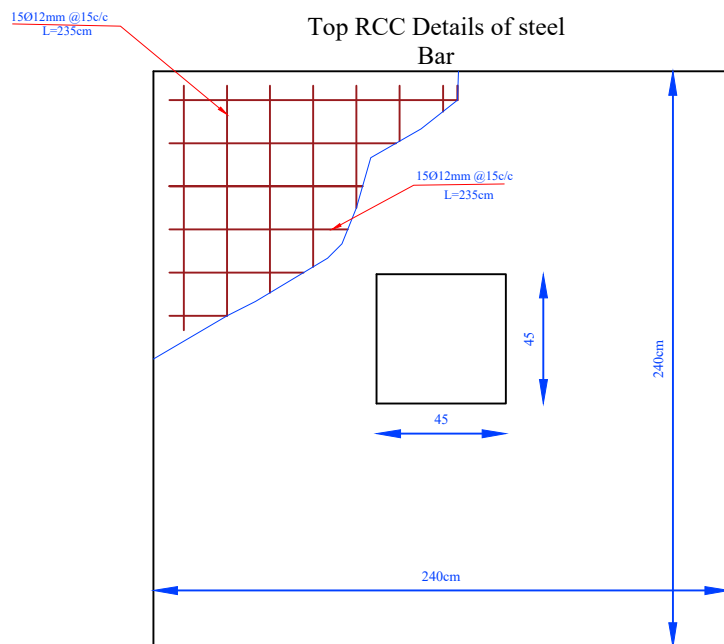 15Ø12mm @15c/c
L=235cm
Top RCC Details of steel
Bar
15Ø12mm @15c/c
L=235cm
45
240cm
45
240cm